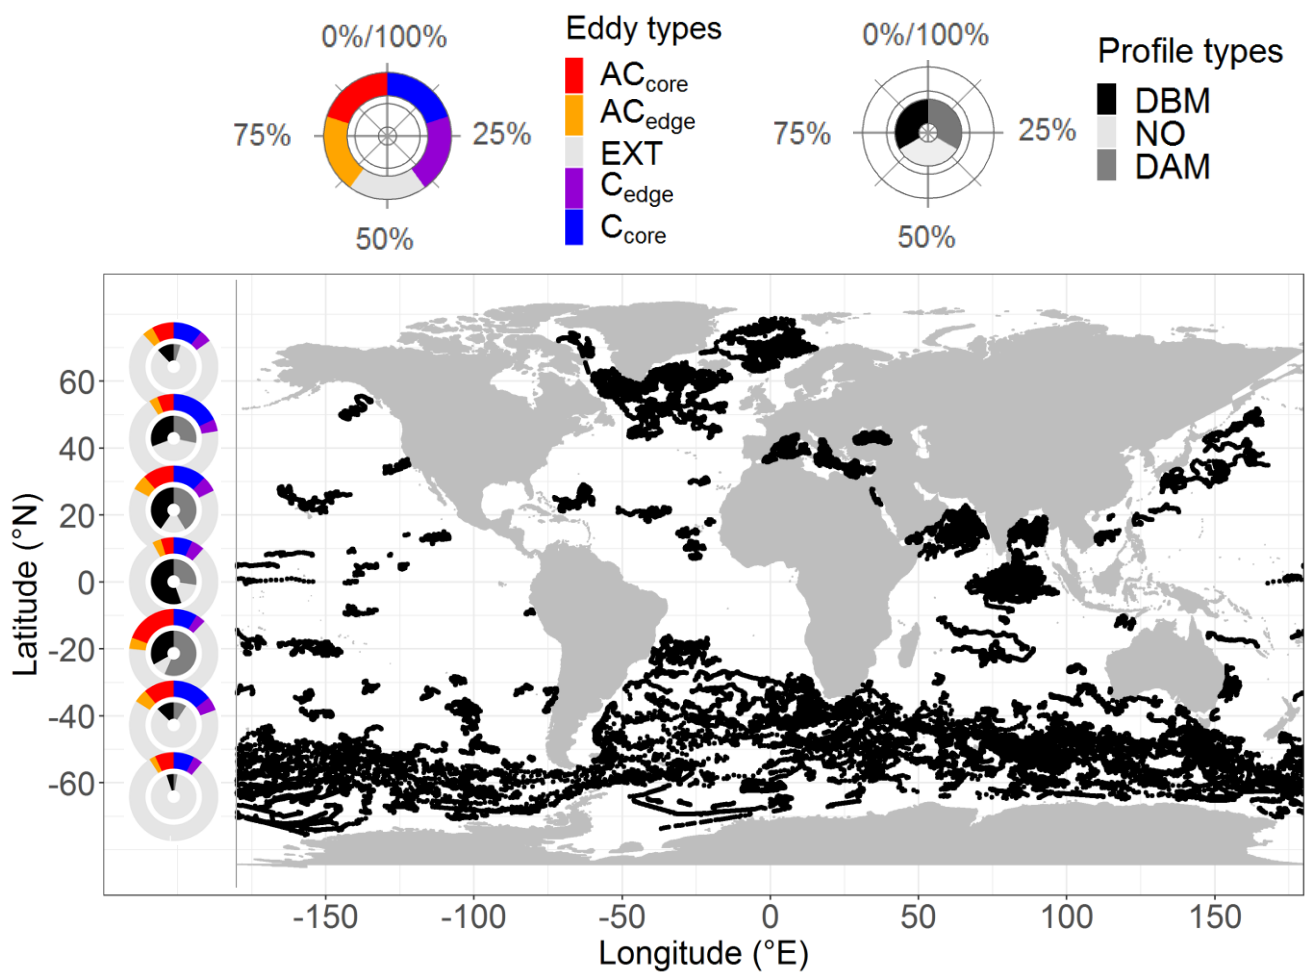 0%/100%
75%
25%
50%
Eddy types
ACcore
ACedge
EXT
Cedge
Ccore
0%/100%
75%
25%
50%
Profile types
DBM
NO
DAM
Latitude (°N)
60
40
20
0
-20
-40
-60
-150
-100
-50
0
50
100
150
Longitude (°E)